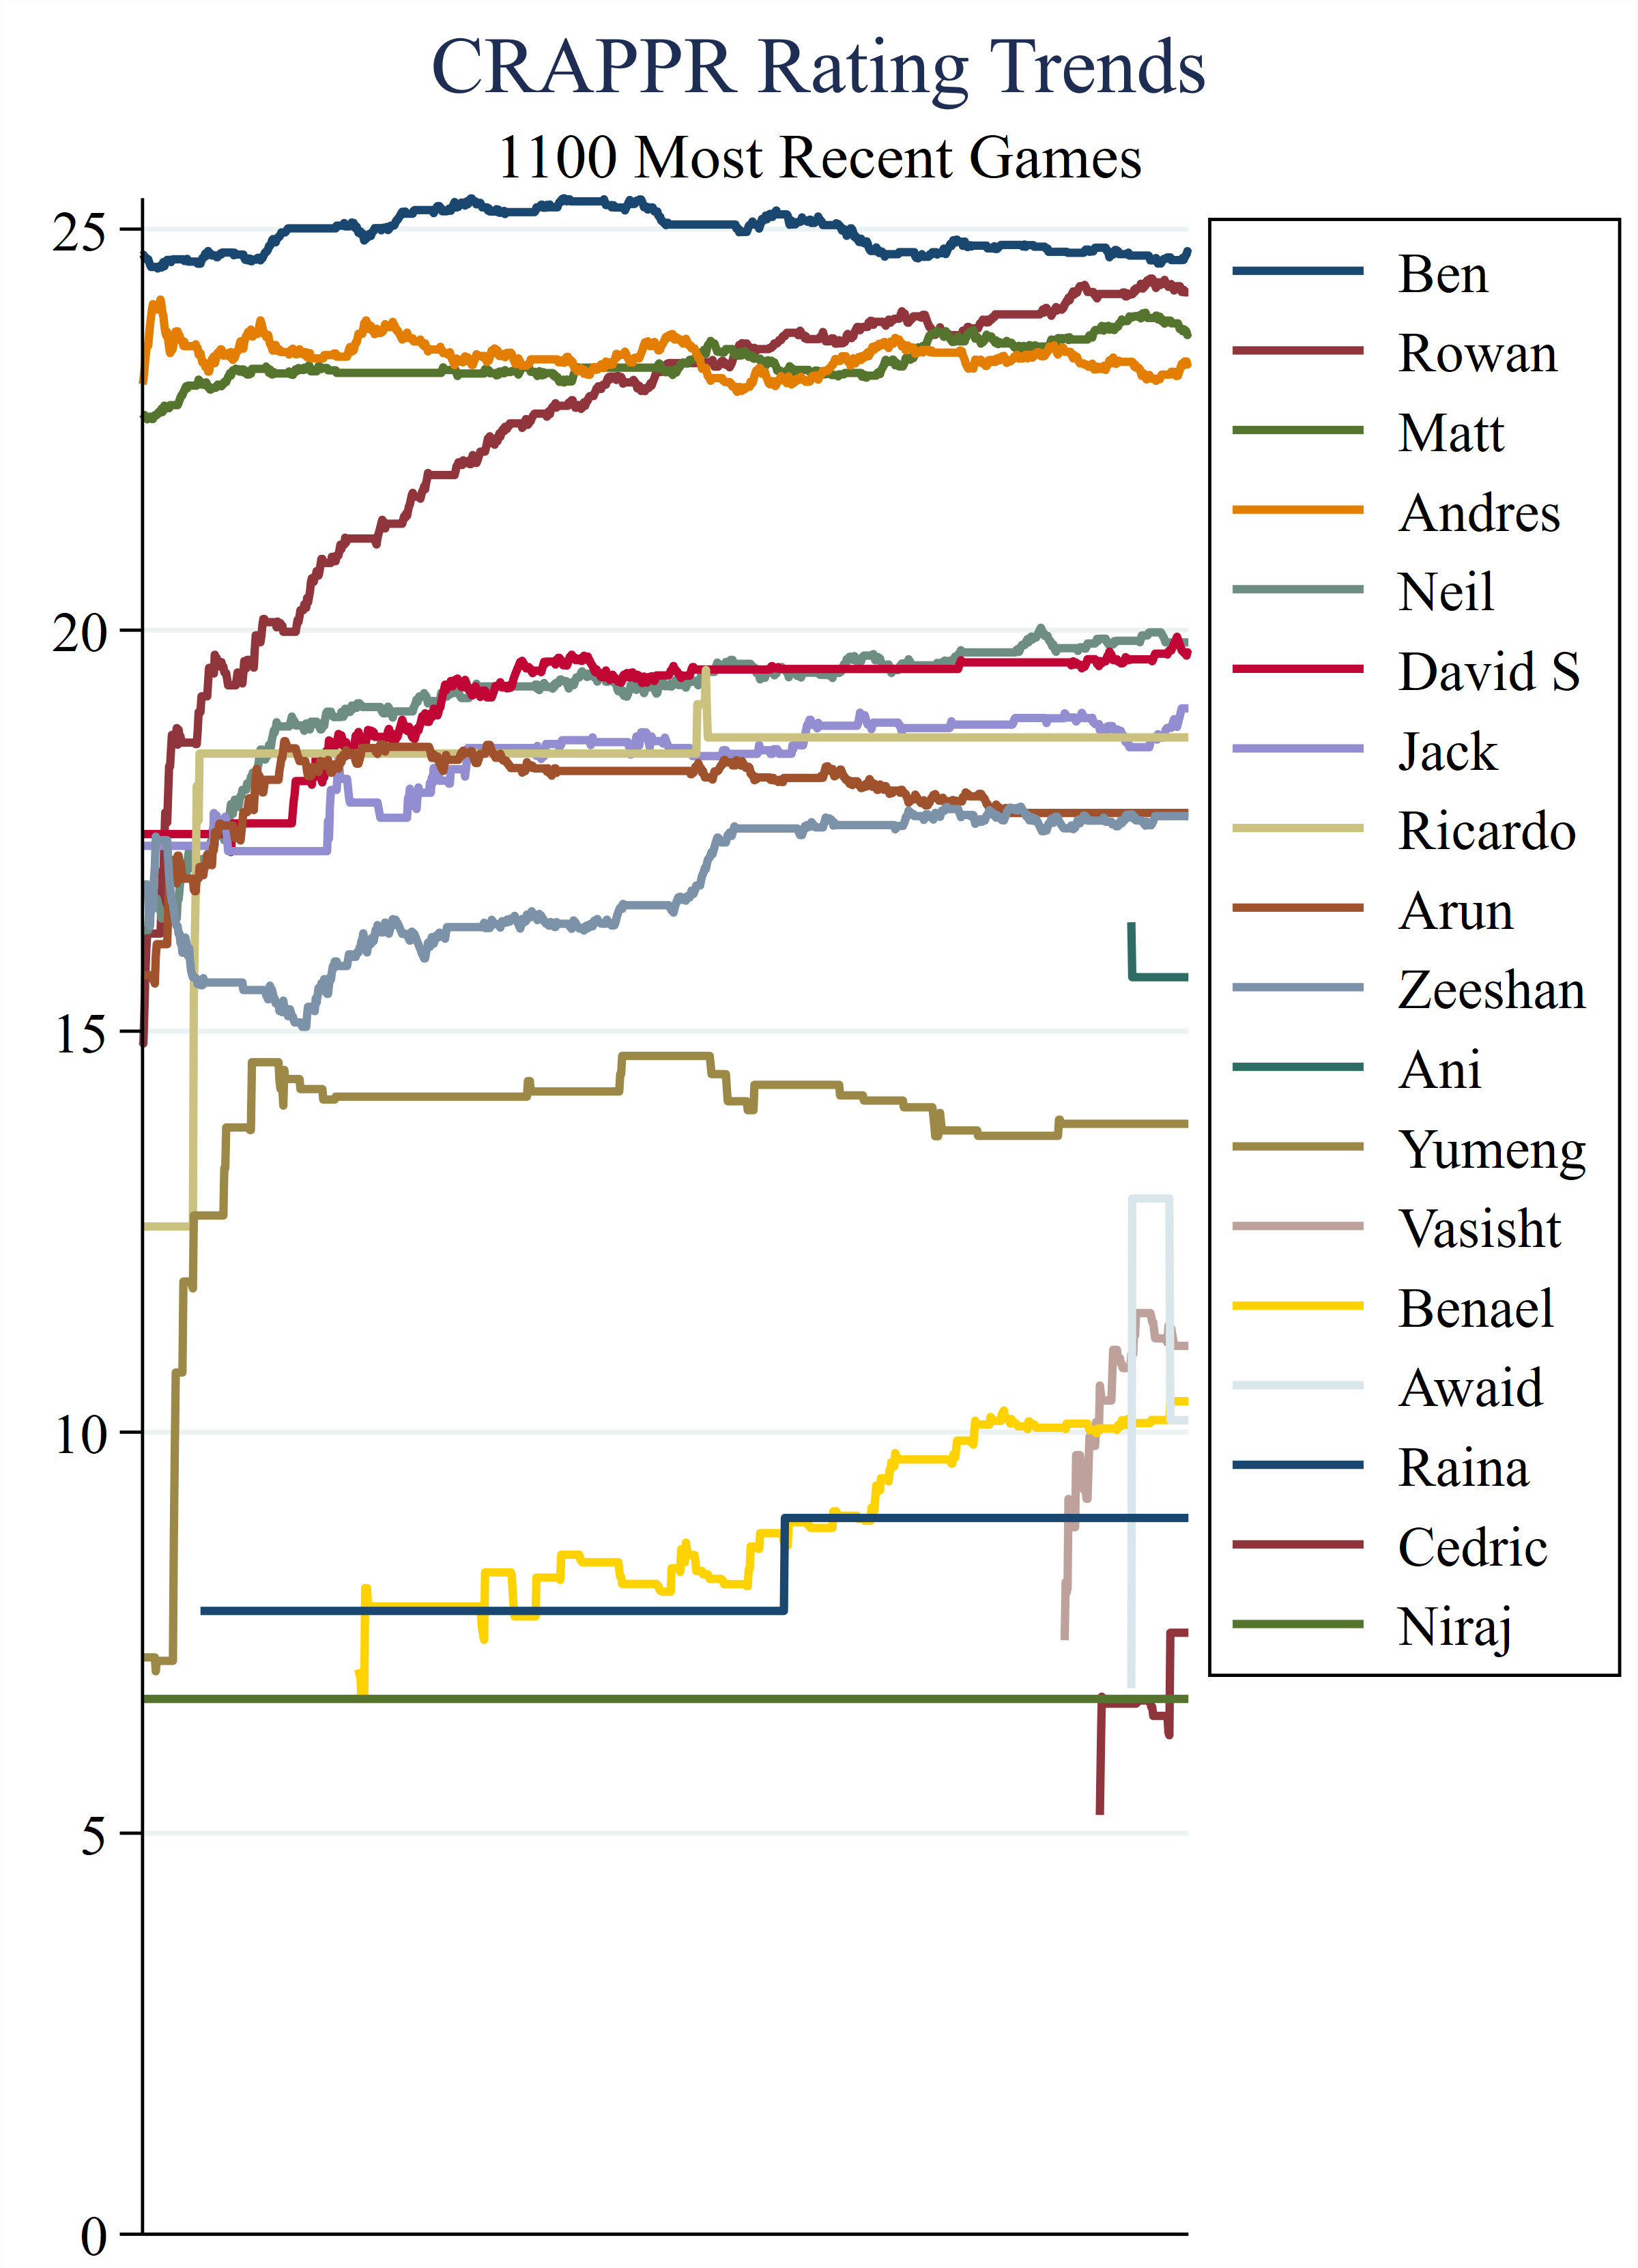 CRAPPR Rating Trends
1100 Most Recent Games
25
20
15
10
5
0
Ben
Rowan
Matt
Andres
Neil
David S
Jack
Ricardo
Arun
Zeeshan
Ani
Yumeng
Vasisht
Benael
Awaid
Raina
Cedric
Niraj